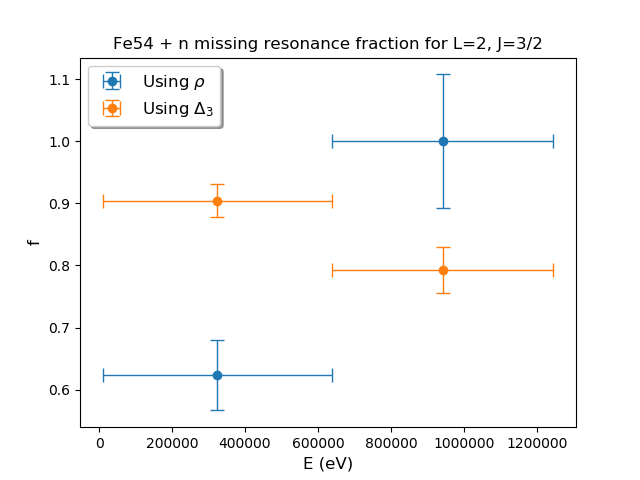 Fe54 + n missing resonance fraction for L=2, J=3/2
Using ρ
Using Δ₃
1.1
1.0
0.9
0.8
0.7
0.6
f
0 200000 400000 600000 800000 1000000 1200000
E (eV)